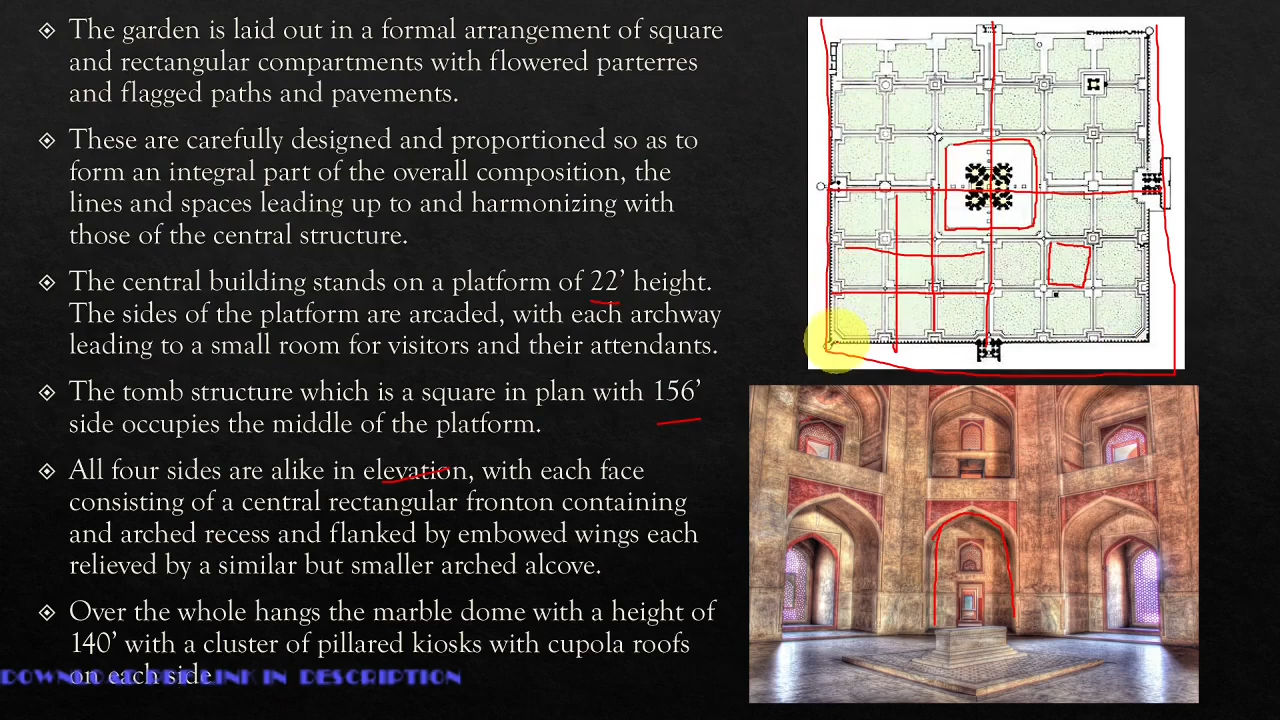 The garden is laid out in a formal arrangement of square
and rectangular compartments with flowered parterres
and flagged paths and pavements.
These are carefully designed and proportioned so as to
form an integral part of the overall composition, the
lines and spaces leading up to and harmonizing with
those of the central structure.
The central building stands on a platform of 22' height.
The sides of the platform are arcaded, with each archway
leading to a small room for visitors and their attendants.
The tomb structure which is a square in plan with 156'
side occupies the middle of the platform.
All four sides are alike in elevation, with each face
consisting of a central rectangular fronton containing
and arched recess and flanked by embowed wings each
relieved by a similar but smaller arched alcove.
Over the whole hangs the marble dome with a height of
140' with a cluster of pillared kiosks with cupola roofs
on each side
LINK IN DESCRIPTION